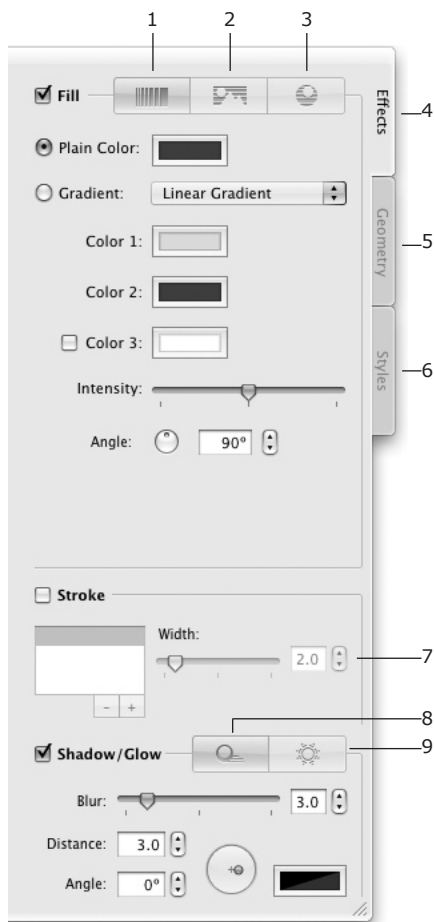 1 2 3
Fill
Effects
4
Plain Color:
Gradient: Linear Gradient
Geometry
5
Color 1:
Color 2:
Color 3:
Styles
6
Intensity:
Angle: 90°
Stroke
Width:
2.0
7
- +
8
Shadow/Glow
9
Blur: 3.0
Distance: 3.0
Angle: 0°